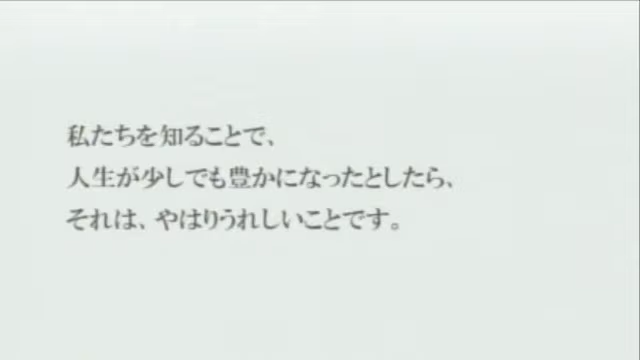 私たちを知ることで、
人生が少しでも豊かになったとしたら、
それは、やはりうれしいことです。